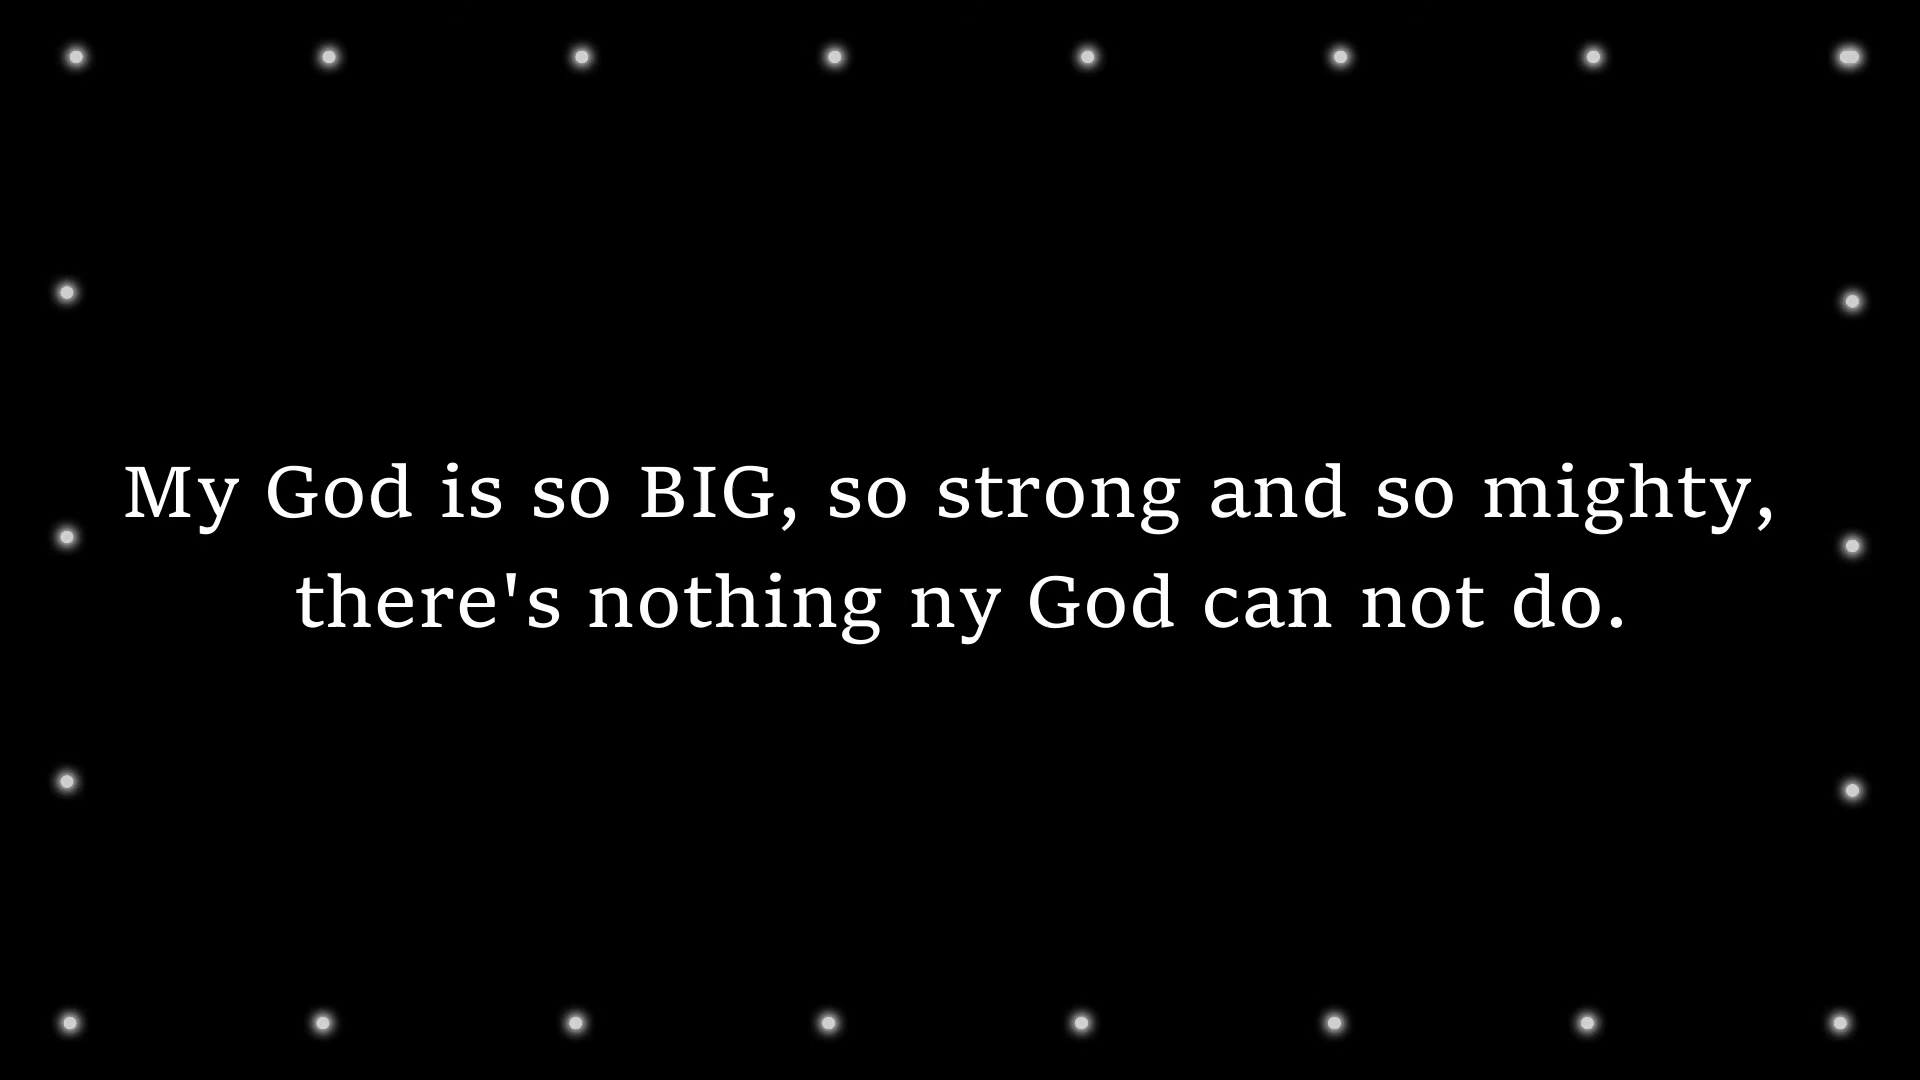 My God is so BIG, so strong and so mighty,
there's nothing ny God can not do.